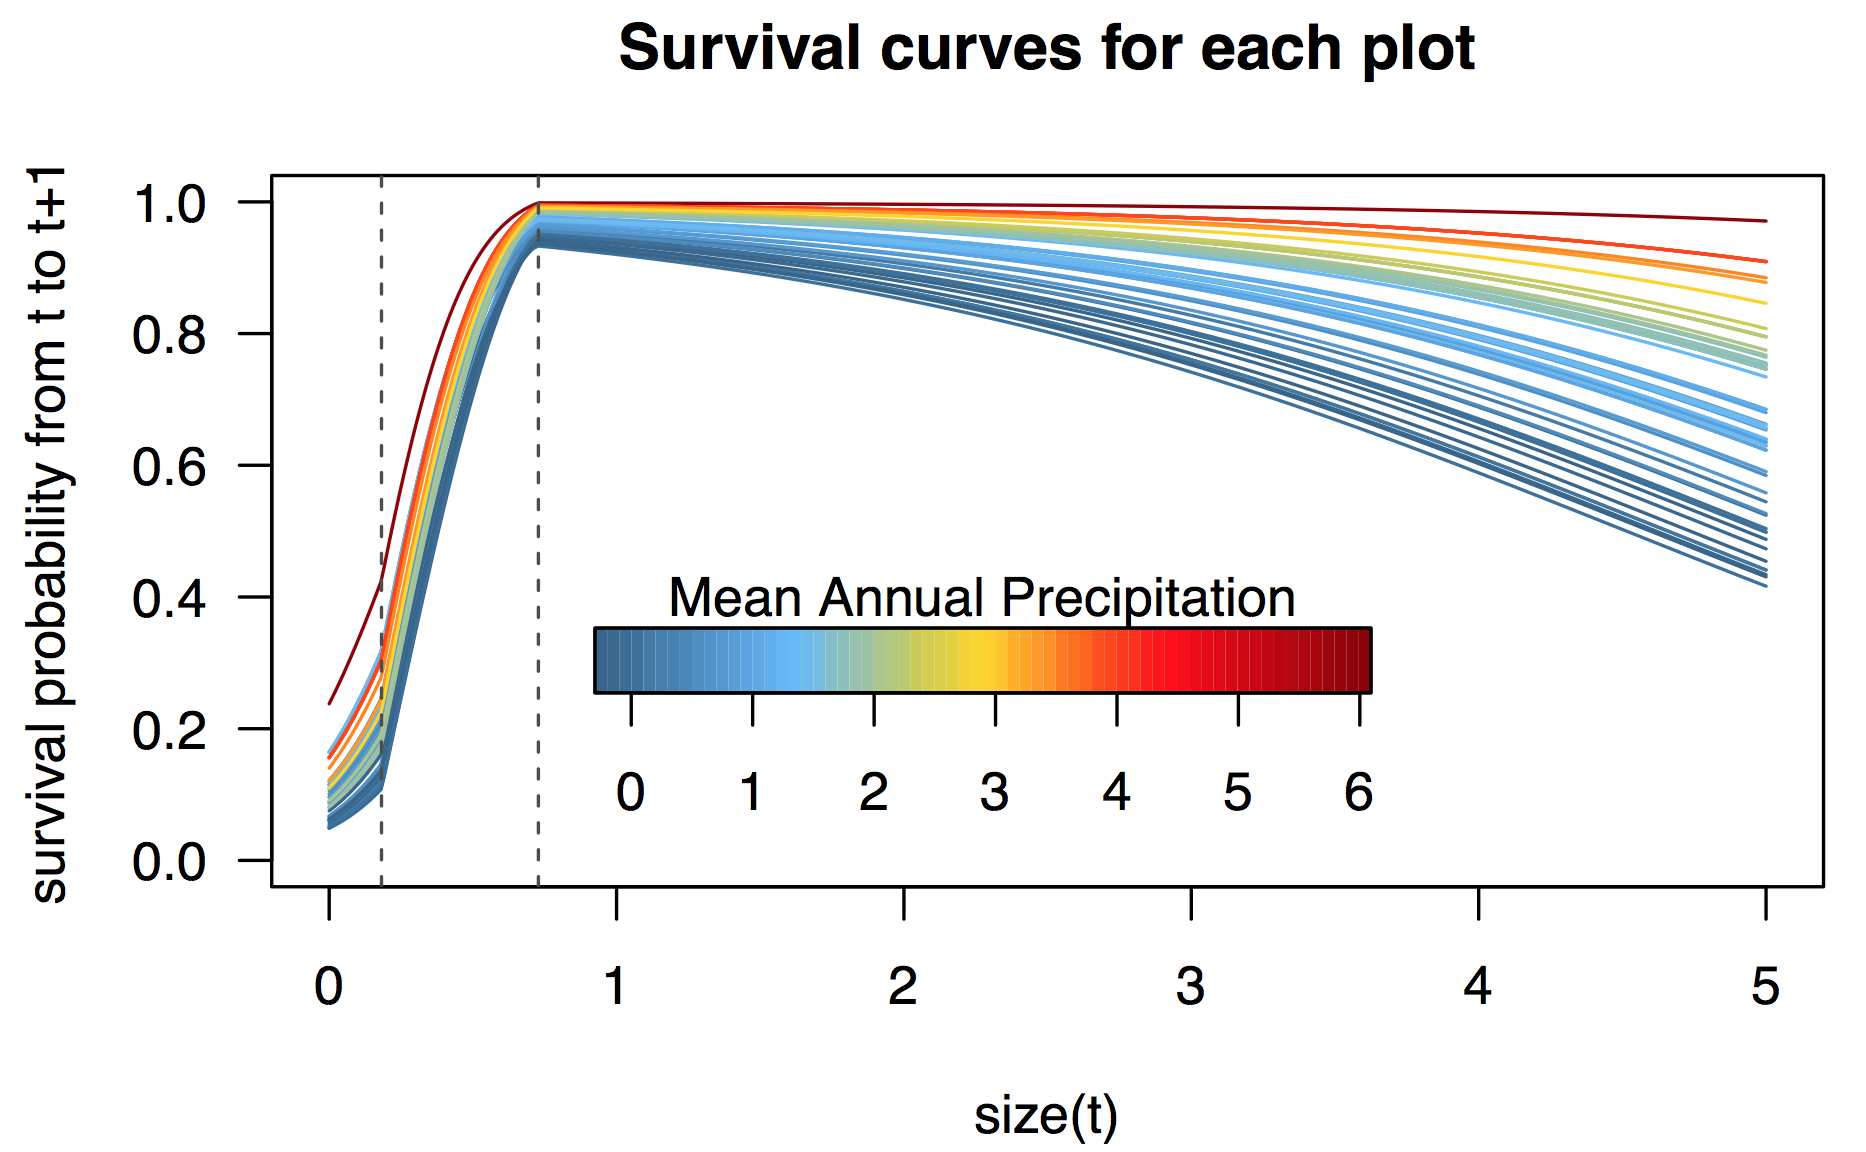 Survival curves for each plot
survival probability from t to t+1
1.0
0.8
0.6
0.4
0.2
0.0
Mean Annual Precipitation
0 1 2 3 4 5 6
0 1 2 3 4 5
size(t)